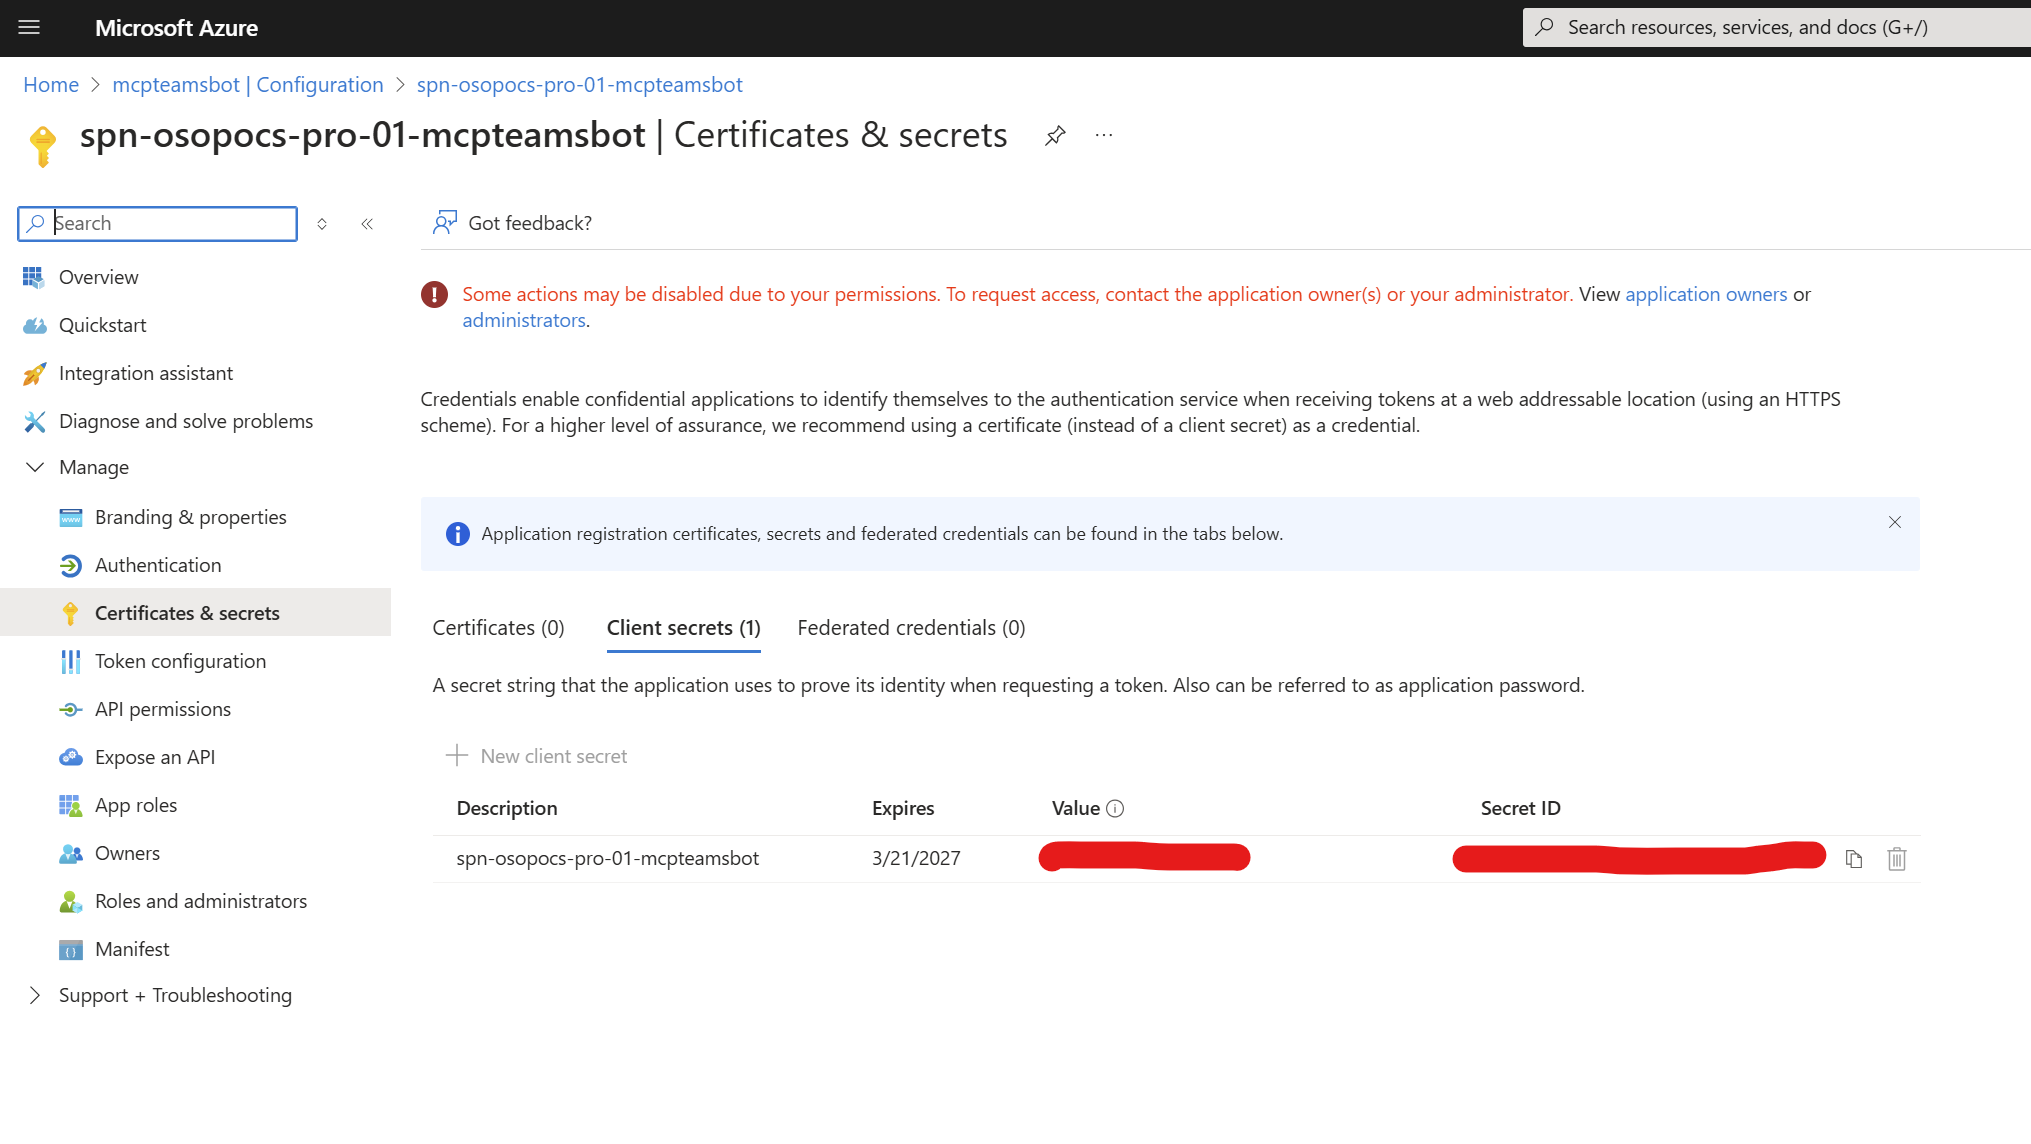 Microsoft Azure
Search resources, services, and docs (G+/)
Home > mcpteamsbot | Configuration > spn-osopocs-pro-01-mcpteamsbot
spn-osopocs-pro-01-mcpteamsbot | Certificates & secrets
Search
Overview
Quickstart
Integration assistant
Diagnose and solve problems
Manage
Branding & properties
Authentication
Certificates & secrets
Token configuration
API permissions
Expose an API
App roles
Owners
Roles and administrators
Manifest
Support + Troubleshooting
Got feedback?
Some actions may be disabled due to your permissions. To request access, contact the application owner(s) or your administrator. View application owners or
administrators.
Credentials enable confidential applications to identify themselves to the authentication service when receiving tokens at a web addressable location (using an HTTPS
scheme). For a higher level of assurance, we recommend using a certificate (instead of a client secret) as a credential.
Application registration certificates, secrets and federated credentials can be found in the tabs below.
Certificates (0) Client secrets (1) Federated credentials (0)
A secret string that the application uses to prove its identity when requesting a token. Also can be referred to as application password.
New client secret
Description Expires Value Secret ID
spn-osopocs-pro-01-mcpteamsbot 3/21/2027